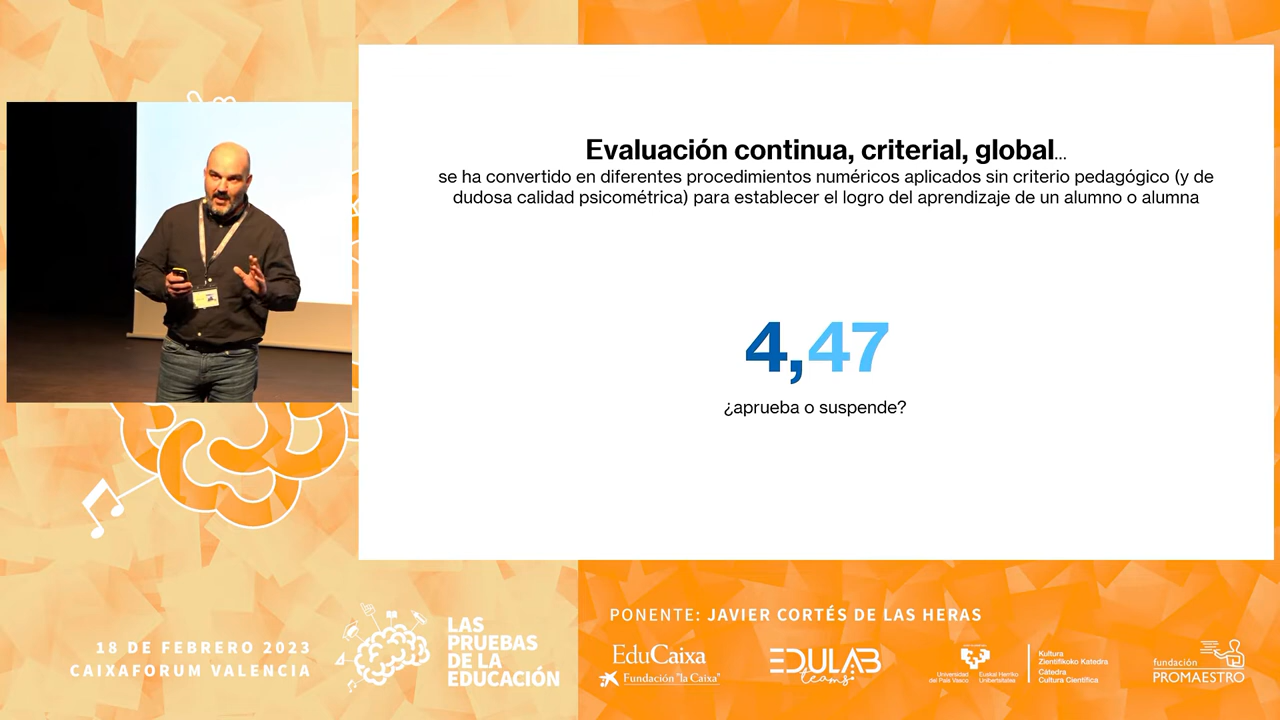 Evaluación continua, criterial, global...
se ha convertido en diferentes procedimientos numéricos aplicados sin criterio pedagógico (y de
dudosa calidad psicométrica) para establecer el logro del aprendizaje de un alumno o alumna
4,47
¿aprueba o suspende?
PONENTE: JAVIER CORTÉS DE LAS HERAS
18 DE FEBRERO 2023
CAIXAFORUM VALENCIA
LAS
PRUEBAS
DE LA
EDUCACIÓN
EduCaixa
Fundación "la Caixa"
EDULAB
teams
Universidad
del País Vasco
Euskal Herriko
Unibertsitatea
Kultura
Zientifikoko Katedra
Cátedra
Cultura Científica
fundación
PROMAESTRO